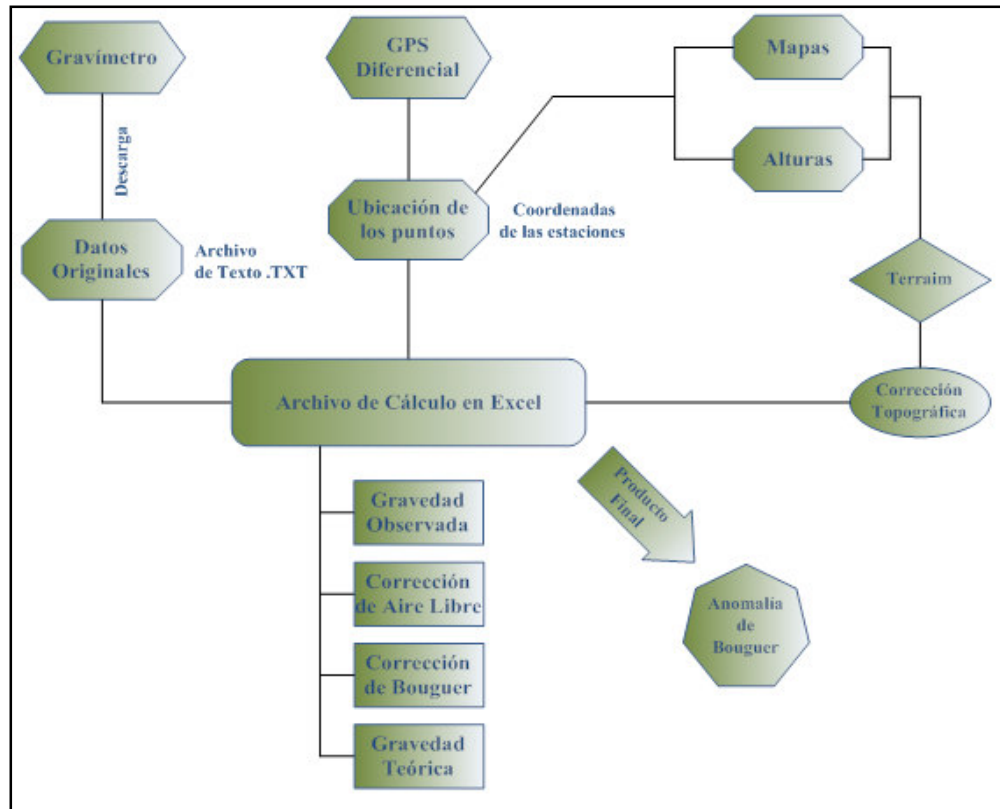 Gravímetro
GPS
Diferencial
Mapas
Alturas
Descarga
Ubicación de
los puntos
Coordenadas
de las estaciones
Datos
Originales
Archivo
de Texto .TXT
Terraim
Archivo de Cálculo en Excel
Corrección
Topográfica
Gravedad
Observada
Corrección
de Aire Libre
Corrección
de Bouguer
Gravedad
Teórica
Producto
Final
Anomalía
de
Bouguer